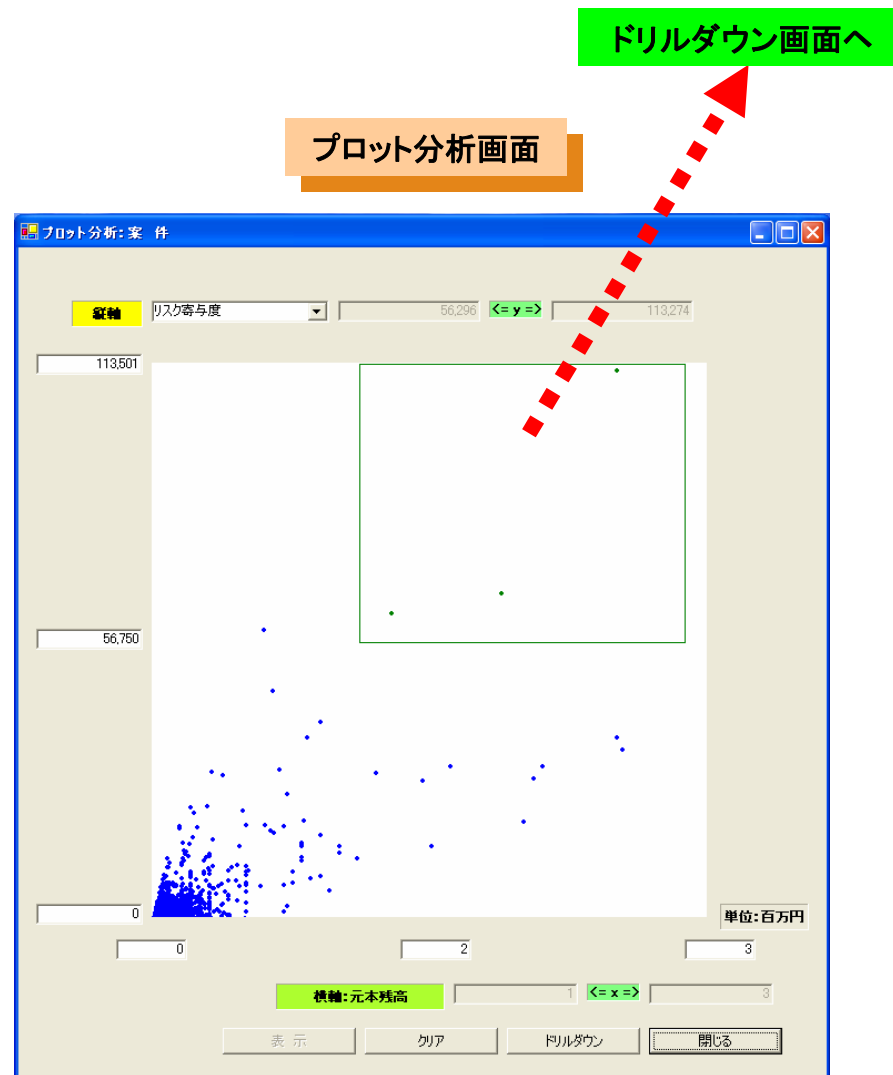 ドリルダウン画面へ
プロット分析画面
プロット分析:案 件
縦軸 リスク寄与度 56,296 <= y => 113,274
113,501
56,750
0
単位:百万円
0 2 3
横軸:元本残高 1 <= x => 3
表 示 クリア ドリルダウン 閉じる